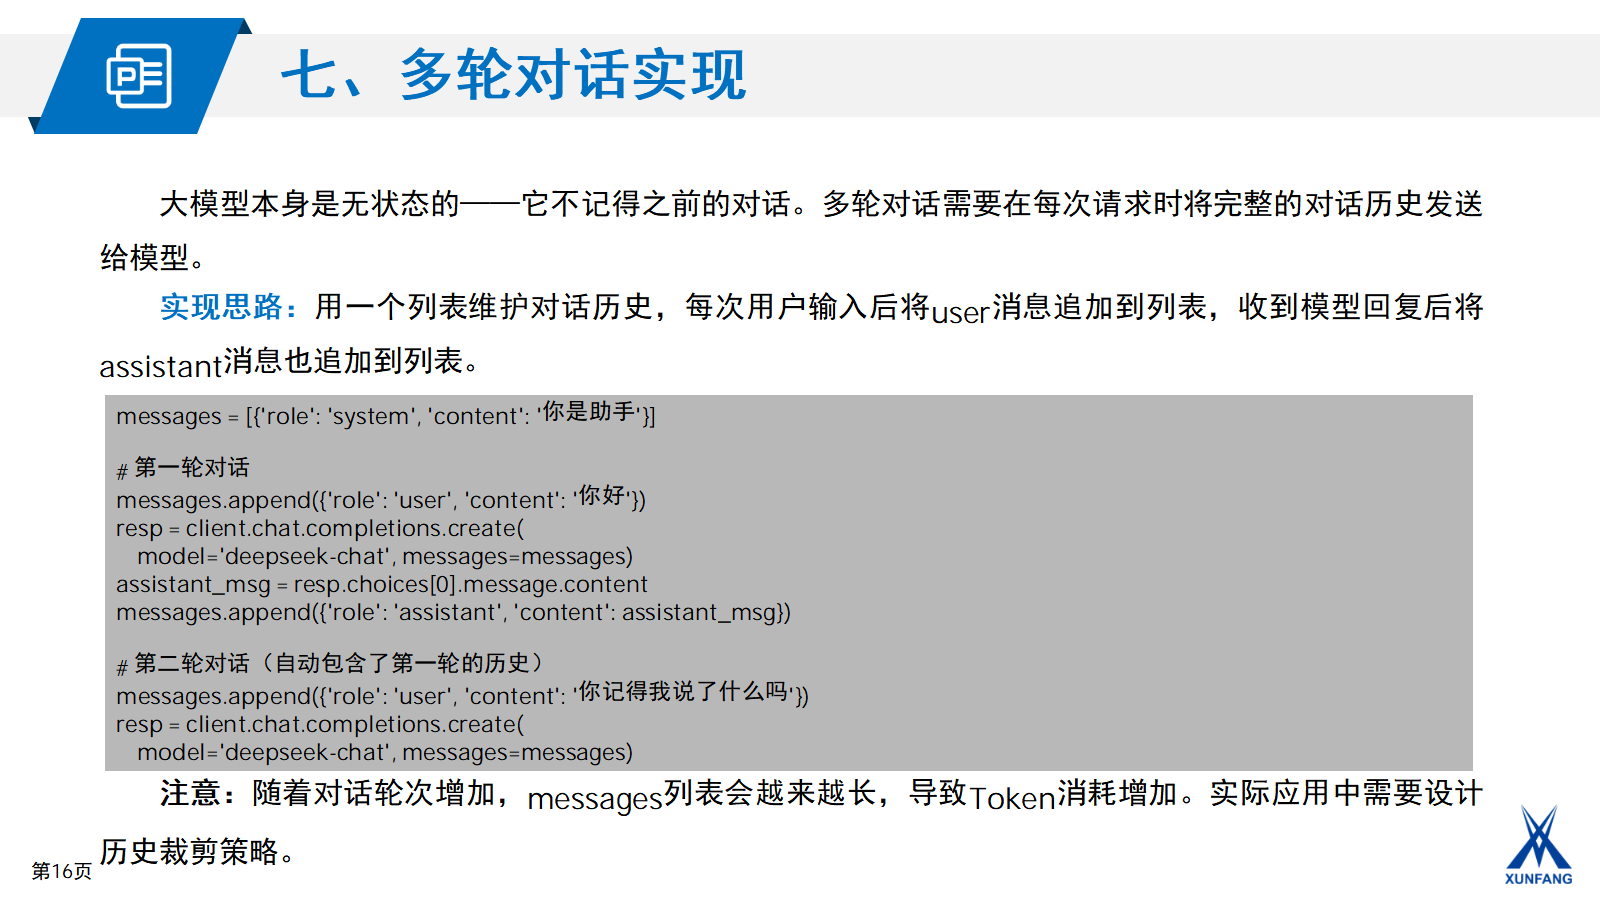 七、多轮对话实现
大模型本身是无状态的——它不记得之前的对话。多轮对话需要在每次请求时将完整的对话历史发送
给模型。
实现思路：用一个列表维护对话历史，每次用户输入后将user消息追加到列表，收到模型回复后将
assistant消息也追加到列表。
messages = [{'role': 'system', 'content': '你是助手'}]
# 第一轮对话
messages.append({'role': 'user', 'content': '你好'})
resp = client.chat.completions.create(
model='deepseek-chat', messages=messages)
assistant_msg = resp.choices[0].message.content
messages.append({'role': 'assistant', 'content': assistant_msg})
# 第二轮对话（自动包含了第一轮的历史）
messages.append({'role': 'user', 'content': '你记得我说了什么吗'})
resp = client.chat.completions.create(
model='deepseek-chat', messages=messages)
注意：随着对话轮次增加，messages列表会越来越长，导致Token消耗增加。实际应用中需要设计
历史裁剪策略。
第16页
XUNFANG